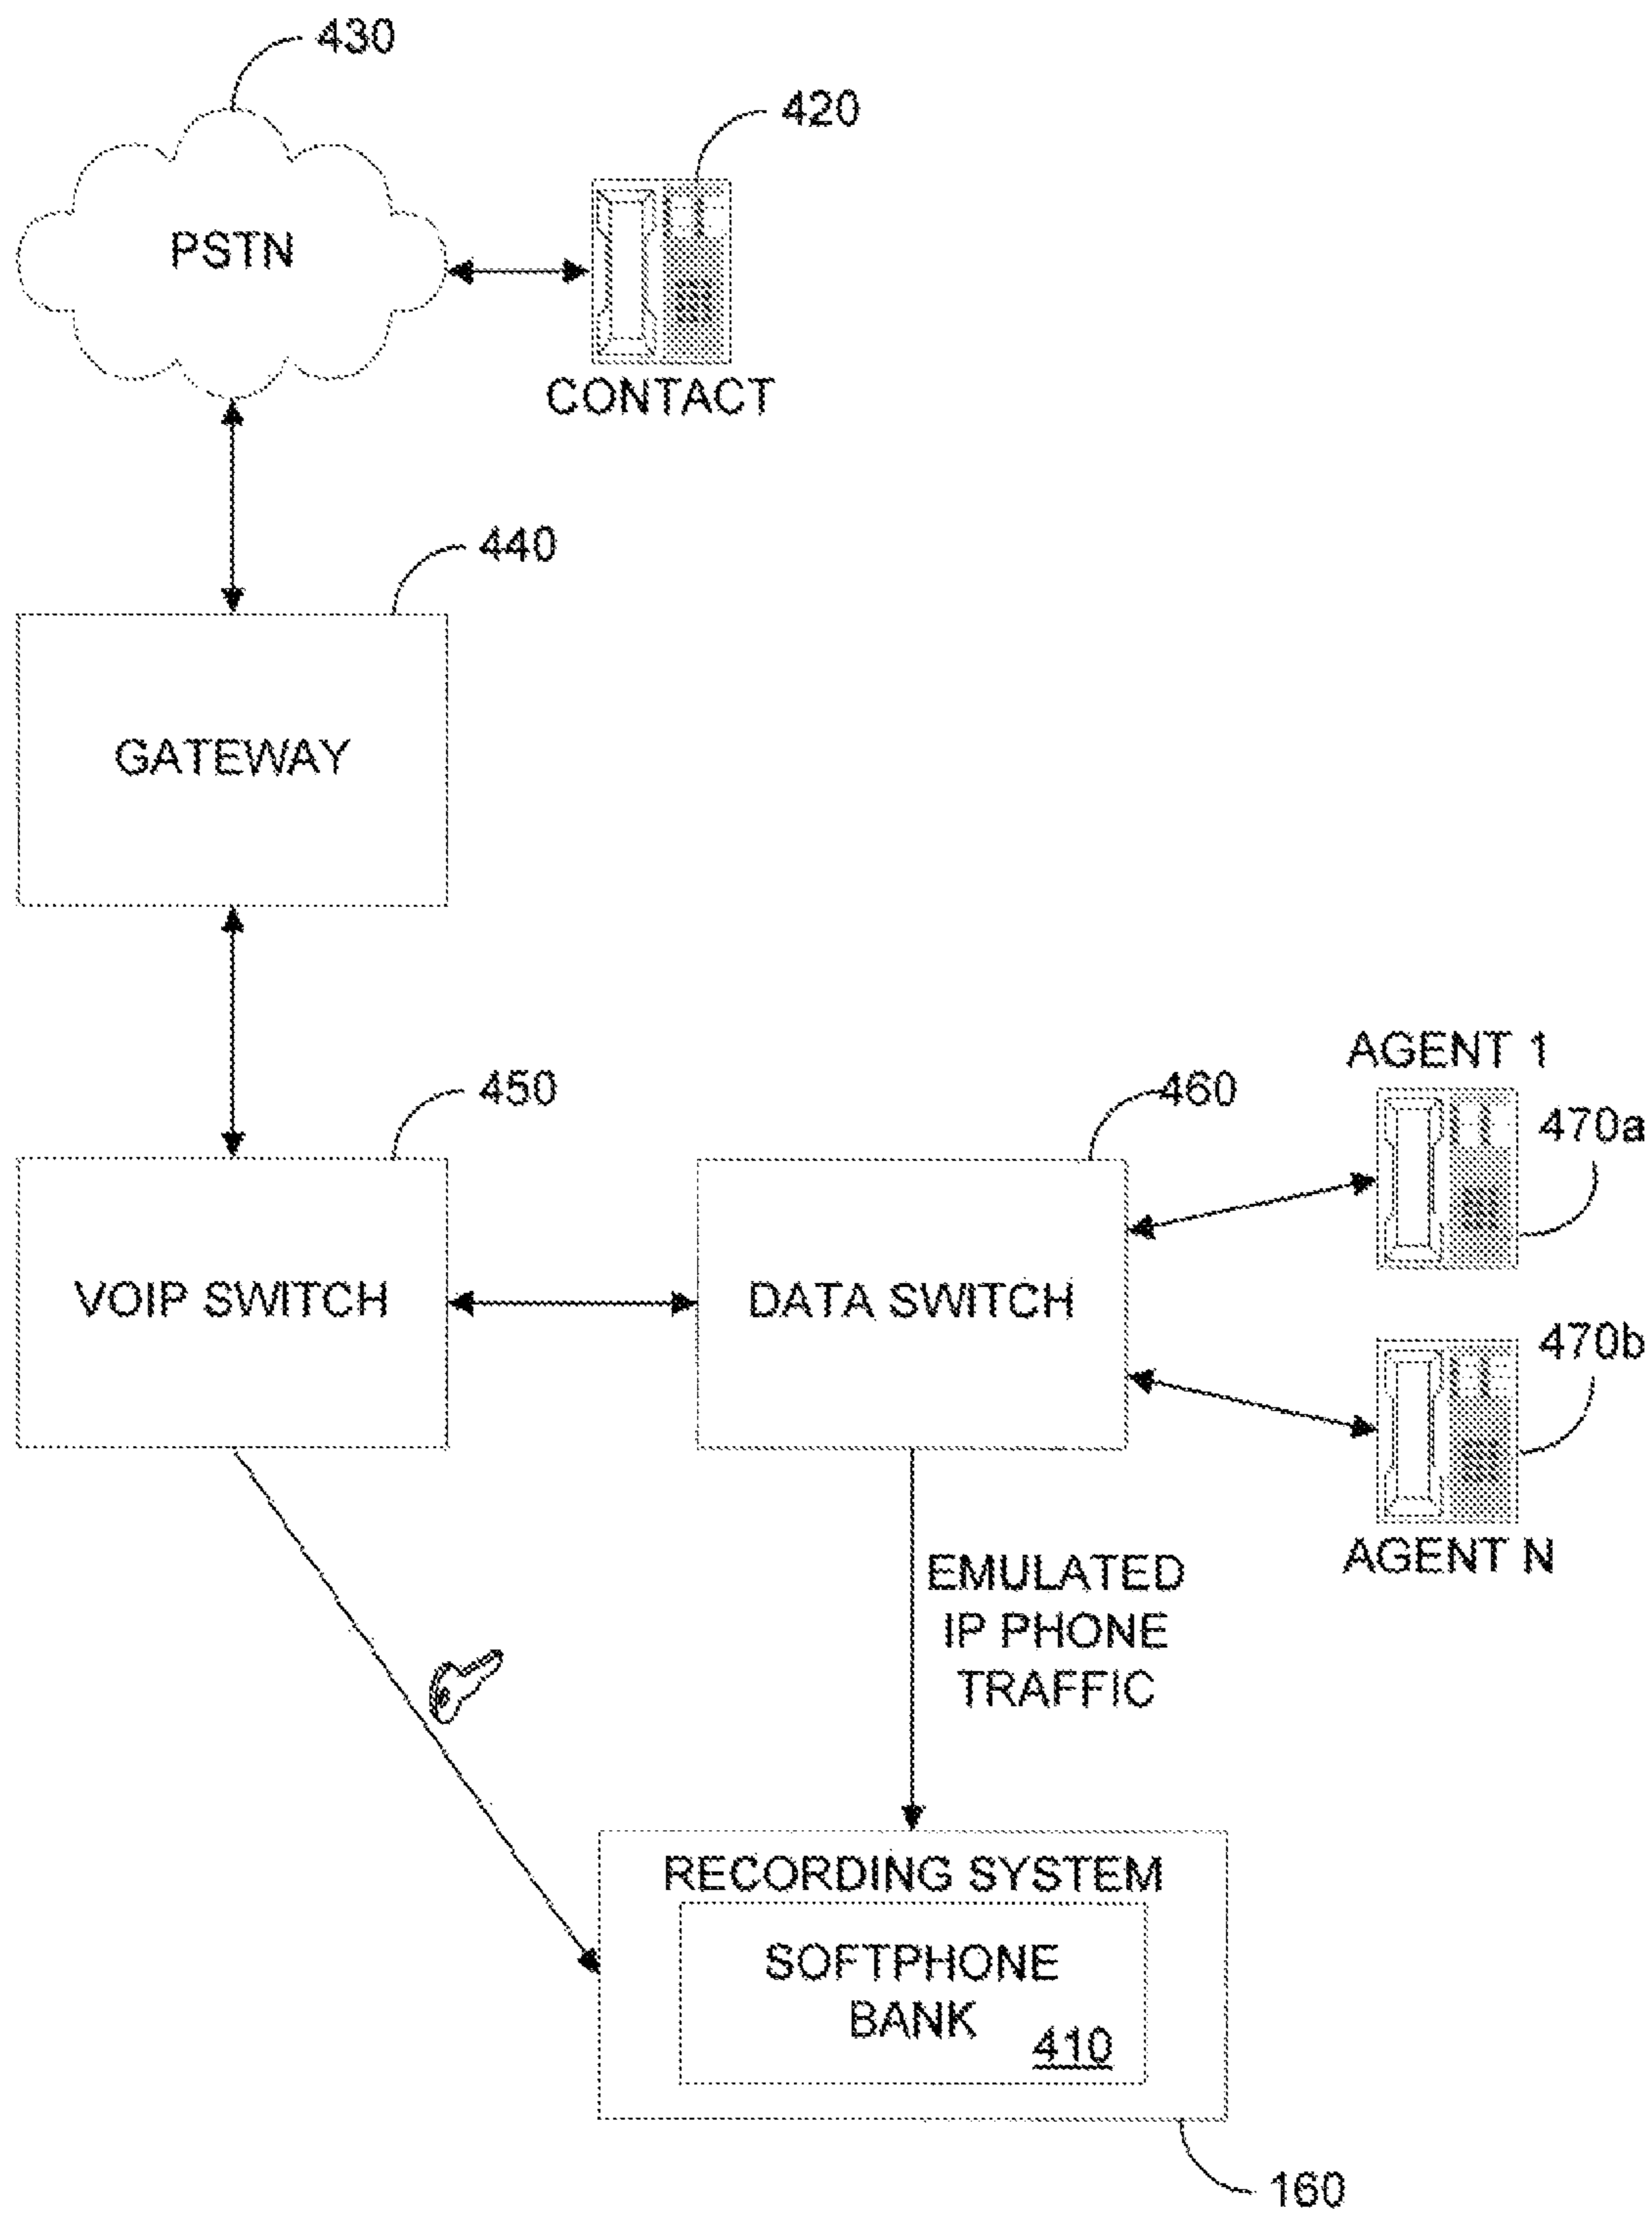 430
420
PSTN
CONTACT
440
GATEWAY
AGENT 1
450
460
470a
VOIP SWITCH
DATA SWITCH
470b
AGENT N
EMULATED
IP PHONE
TRAFFIC
RECORDING SYSTEM
SOFTPHONE
BANK
410
160